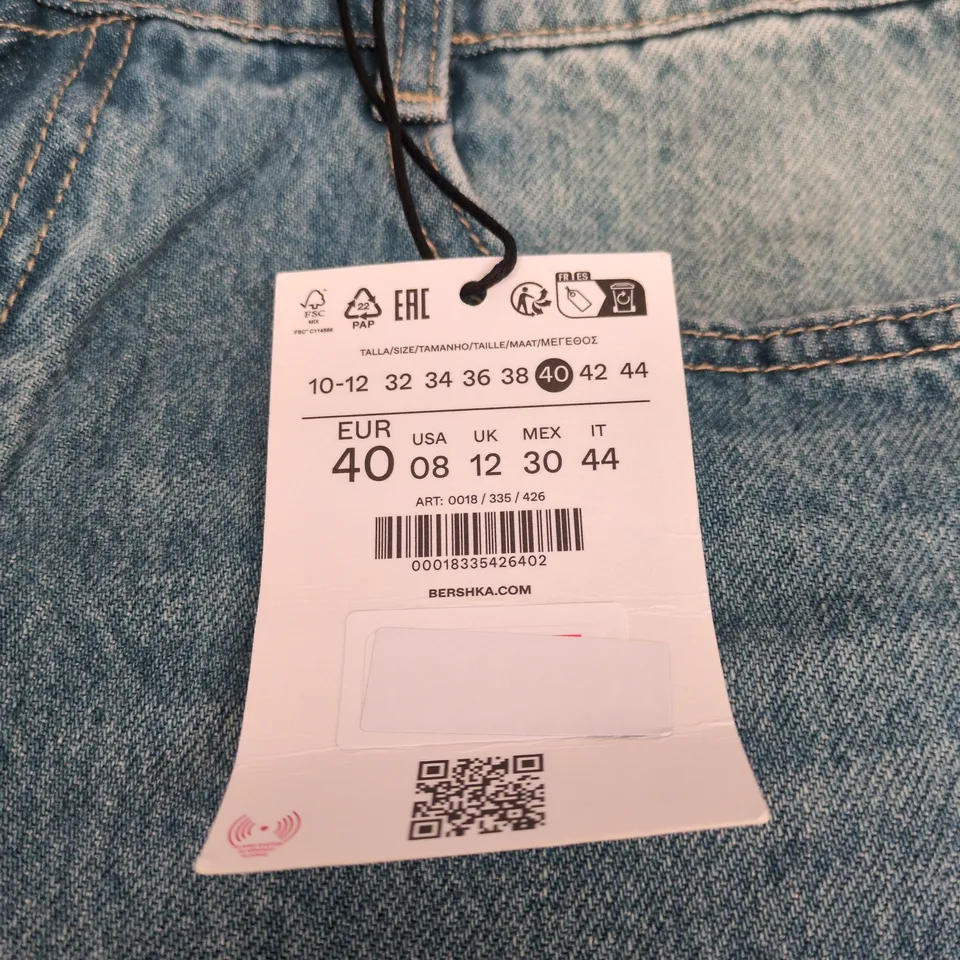 FSC
MIX
FSC® C114886
22
PAP
EAC
FR ES
TALLA/SIZE/TAMANHO/TAILLE/MAAT/ΜΕΓΕΘΟΣ
10-12 32 34 36 38 40 42 44
EUR USA UK MEX IT
40 08 12 30 44
ART: 0018 / 335 / 426
00018335426402
BERSHKA.COM